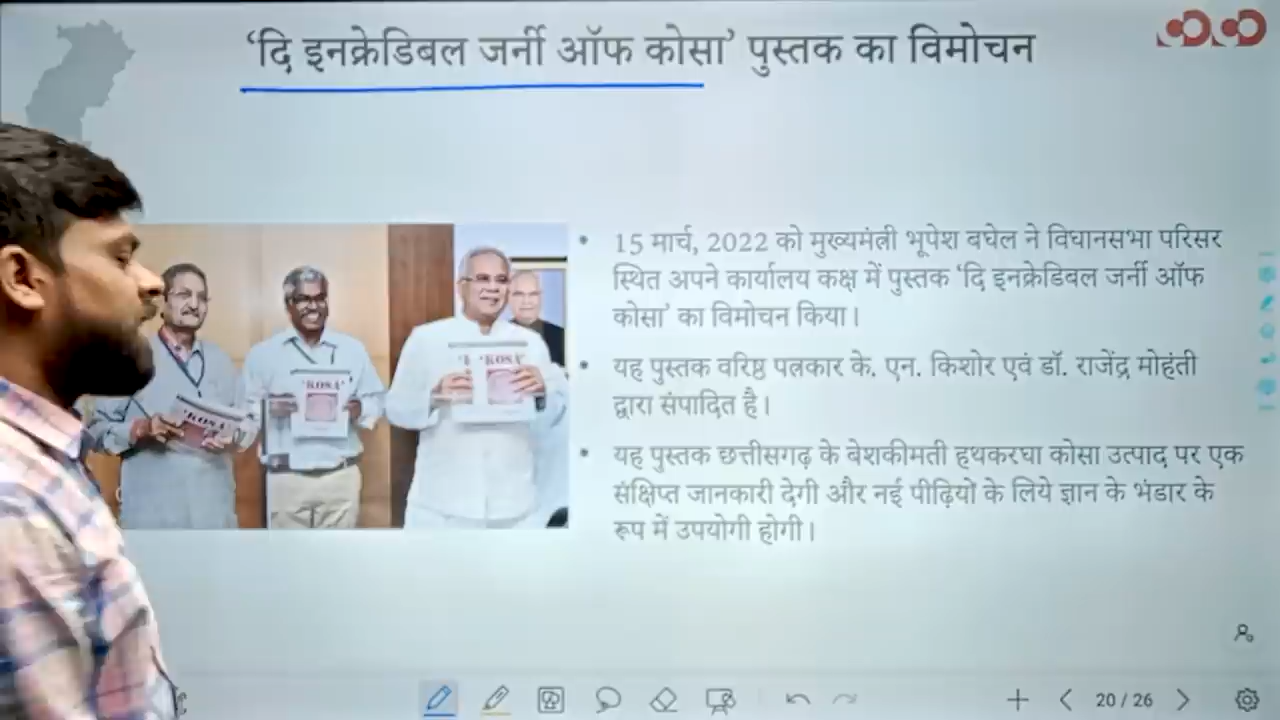 ‘दि इनक्रेडिबल जर्नी ऑफ कोसा’ पुस्तक का विमोचन
• 15 मार्च, 2022 को मुख्यमंत्री भूपेश बघेल ने विधानसभा परिसर
स्थित अपने कार्यालय कक्ष में पुस्तक ‘दि इनक्रेडिबल जर्नी ऑफ
कोसा’ का विमोचन किया।
• यह पुस्तक वरिष्ठ पत्रकार के. एन. किशोर एवं डॉ. राजेंद्र मोहंती
द्वारा संपादित है।
• यह पुस्तक छत्तीसगढ़ के बेशकीमती हथकरघा कोसा उत्पाद पर एक
संक्षिप्त जानकारी देगी और नई पीढ़ियों के लिये ज्ञान के भंडार के
रूप में उपयोगी होगी।
'KOSA'
'KOSA'
'KOSA'
20 / 26